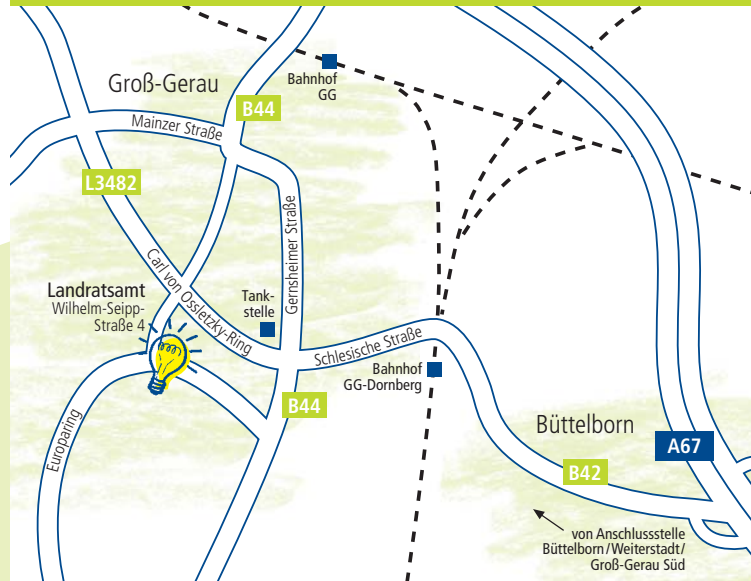 Bahnhof
GG
Groß-Gerau
B44
Mainzer Straße
L3482
Gernsheimer Straße
Carl von Ossietzky-Ring
Landratsamt
Wilhelm-Seipp-
Straße 4
Tank-
stelle
Schlesische Straße
Bahnhof
GG-Dornberg
B44
Europaring
Büttelborn
A67
B42
von Anschlussstelle
Büttelborn/Weiterstadt/
Groß-Gerau Süd